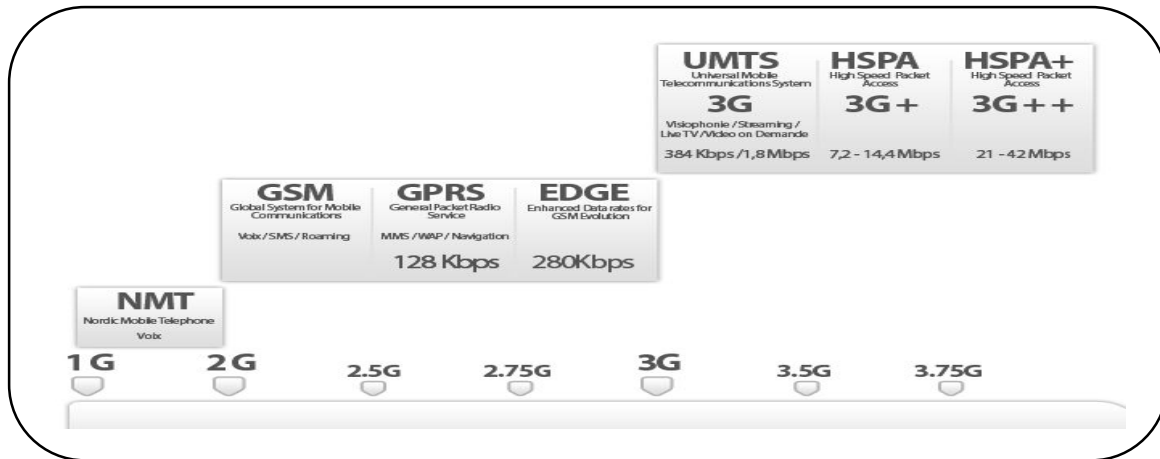 UMTS
Universal Mobile
Telecommunications System
3G
Visiophonie / Streaming /
Live TV / Video on Demande
384 Kbps /1,8 Mbps
HSPA
High Speed Packet
Access
3G+
7,2 - 14,4 Mbps
HSPA+
High Speed Packet
Access
3G++
21 - 42 Mbps
GSM
Global System for Mobile
Communications
Voix / SMS / Roaming
GPRS
General Packet Radio
Service
MMS / WAP / Navigation
128 Kbps
EDGE
Enhanced Data rates for
GSM Evolution
280Kbps
NMT
Nordic Mobile Telephone
Voix
1G 2G 2.5G 2.75G 3G 3.5G 3.75G